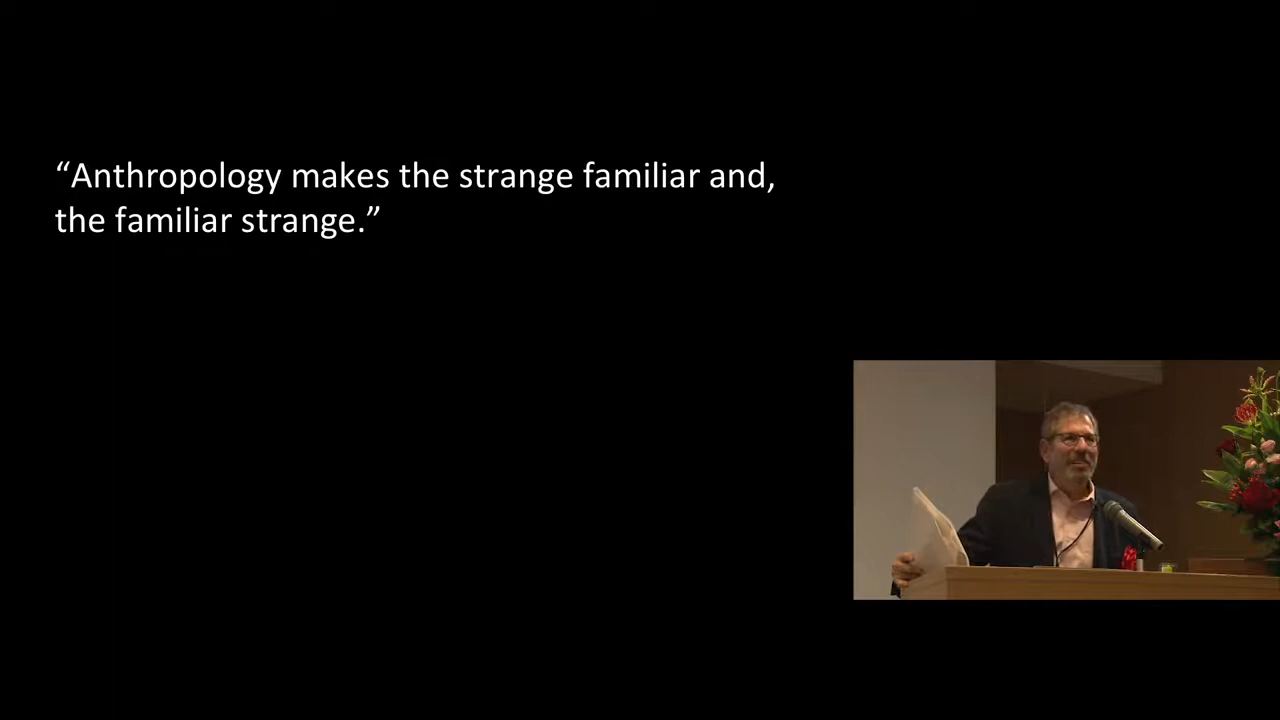 “Anthropology makes the strange familiar and,
the familiar strange.”